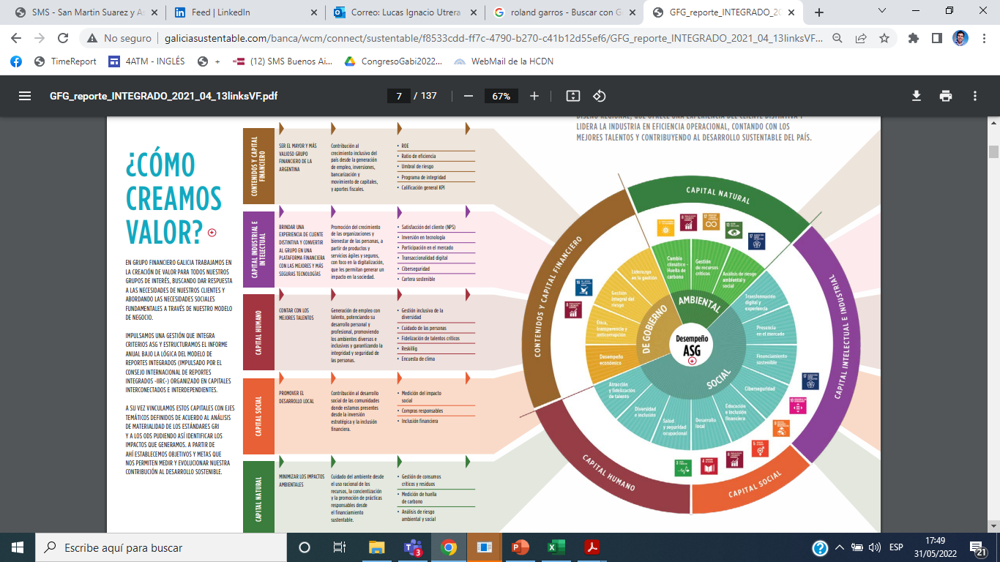 SMS - San Martin Suarez y As
Feed | LinkedIn
Correo: Lucas Ignacio Utrera
roland garros - Buscar con G
GFG_reporte_INTEGRADO_20
No seguro
galiciasustentable.com/banca/wcm/connect/sustentable/f8533cdd-ff7c-4790-b270-c41b12d55ef6/GFG_reporte_INTEGRADO_2021_04_13linksVF...
TimeReport
4ATM - INGLÉS
+
(12) SMS Buenos Ai...
CongresoGabi2022...
WebMail de la HCDN
GFG_reporte_INTEGRADO_2021_04_13linksVF.pdf
7 / 137
67%
DISEÑO REGIONAL, QUE OFRECE UNA EXPERIENCIA DEL CLIENTE DISTINTIVA Y
LIDERA LA INDUSTRIA EN EFICIENCIA OPERACIONAL, CONTANDO CON LOS
MEJORES TALENTOS Y CONTRIBUYENDO AL DESARROLLO SUSTENTABLE DEL PAÍS.
¿CÓMO
CREAMOS
VALOR?
EN GRUPO FINANCIERO GALICIA TRABAJAMOS EN
LA CREACIÓN DE VALOR PARA TODOS NUESTROS
GRUPOS DE INTERÉS, BUSCANDO DAR RESPUESTA
A LAS NECESIDADES DE NUESTROS CLIENTES Y
ABORDANDO LAS NECESIDADES SOCIALES
FUNDAMENTALES A TRAVÉS DE NUESTRO MODELO
DE NEGOCIO.
IMPULSAMOS UNA GESTIÓN QUE INTEGRA
CRITERIOS ASG Y ESTRUCTURAMOS EL INFORME
ANUAL BAJO LA LÓGICA DEL MODELO DE
REPORTES INTEGRADOS (IMPULSADO POR EL
CONSEJO INTERNACIONAL DE REPORTES
INTEGRADOS -IIRC-) ORGANIZADO EN CAPITALES
INTERCONECTADOS E INTERDEPENDIENTES.
A SU VEZ VINCULAMOS ESTOS CAPITALES CON EJES
TEMÁTICOS DEFINIDOS DE ACUERDO AL ANÁLISIS
DE MATERIALIDAD DE LOS ESTÁNDARES GRI
Y A LOS ODS PUDIENDO ASÍ IDENTIFICAR LOS
IMPACTOS QUE GENERAMOS. A PARTIR DE
AHÍ ESTABLECEMOS OBJETIVOS Y METAS QUE
NOS PERMITEN MEDIR Y EVOLUCIONAR NUESTRA
CONTRIBUCIÓN AL DESARROLLO SOSTENIBLE.
CONTENIDOS Y CAPITAL
FINANCIERO
SER EL MAYOR Y MÁS
VALIOSO GRUPO
FINANCIERO DE LA
ARGENTINA
Contribución al
crecimiento inclusivo del
país desde la generación
de empleo, inversiones,
bancarización y
movimiento de capitales,
y aportes fiscales.
• ROE
• Ratio de eficiencia
• Umbral de riesgo
• Programa de integridad
• Calificación general KPI
CAPITAL INDUSTRIAL E
INTELECTUAL
BRINDAR UNA
EXPERIENCIA DE CLIENTE
DISTINTIVA Y CONVERTIR
AL GRUPO EN UNA
PLATAFORMA FINANCIERA
CON LAS MEJORES Y MÁS
SEGURAS TECNOLOGÍAS
Promoción del crecimiento
de las organizaciones y
bienestar de las personas, a
partir de productos y
servicios ágiles y seguros,
con foco en la digitalización,
que les permitan generar un
impacto en la sociedad.
• Satisfacción del cliente (NPS)
• Inversión en tecnología
• Participación en el mercado
• Transaccionalidad digital
• Ciberseguridad
• Cartera sostenible
CAPITAL HUMANO
CONTAR CON LOS
MEJORES TALENTOS
Generación de empleo con
talento, potenciando su
desarrollo personal y
profesional, promoviendo
los ambientes diversos e
inclusivos y garantizando la
integridad y seguridad de
las personas.
• Gestión inclusiva de la
diversidad
• Cuidado de las personas
• Fidelización de talentos críticos
• Reskillig
• Encuesta de clima
CAPITAL SOCIAL
PROMOVER EL
DESARROLLO LOCAL
Contribución al desarrollo
social de las comunidades
donde estamos presentes
desde la inversión
estratégica y la inclusión
financiera.
• Medición del impacto
social
• Compras responsables
• Inclusión financiera
CAPITAL NATURAL
MINIMIZAR LOS IMPACTOS
AMBIENTALES
Cuidado del ambiente desde
el uso racional de los
recursos, la concientización
y la promoción de prácticas
responsables desde
el financiamiento
sustentable.
• Gestión de consumos
críticos y residuos
• Medición de huella
de carbono
• Análisis de riesgo
ambiental y social
CAPITAL NATURAL
CAPITAL INTELECTUAL E INDUSTRIAL
CAPITAL SOCIAL
CAPITAL HUMANO
CONTENIDOS Y CAPITAL FINANCIERO
Desempeño
ASG
AMBIENTAL
SOCIAL
DE GOBIERNO
Cambio
climático -
Huella de
carbono
Gestión
de recursos
críticos
Análisis de riesgo
ambiental y
social
Transformación
digital y
experiencia
Presencia
en el mercado
Financiamiento
sostenible
Ciberseguridad
Educación
e inclusión
financiera
Desarrollo
local
Salud
y seguridad
ocupacional
Diversidad
e inclusión
Atracción
y fidelización
de talento
Desempeño
económico
Ética,
transparencia y
anticorrupción
Gestión
integral del
riesgo
Liderazgo
en la gestión
Escribe aquí para buscar
3
ESP
17:49
31/05/2022
21